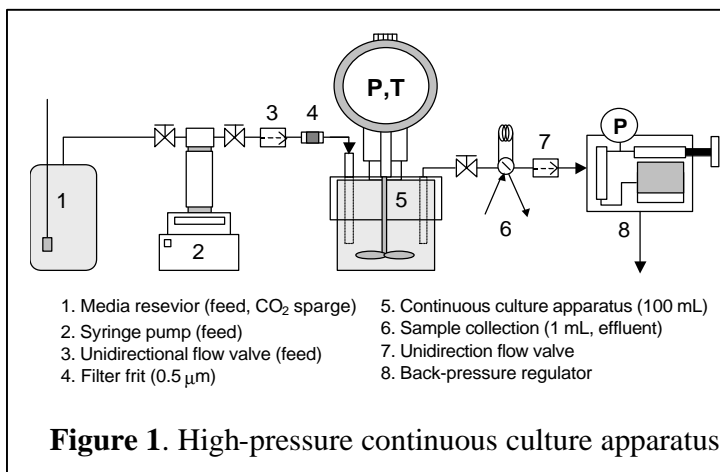 P,T
3
4
7
P
1
2
5
6
8
1. Media resevior (feed, CO₂ sparge)
2. Syringe pump (feed)
3. Unidirectional flow valve (feed)
4. Filter frit (0.5 μm)
5. Continuous culture apparatus (100 mL)
6. Sample collection (1 mL, effluent)
7. Unidirection flow valve
8. Back-pressure regulator
Figure 1. High-pressure continuous culture apparatus